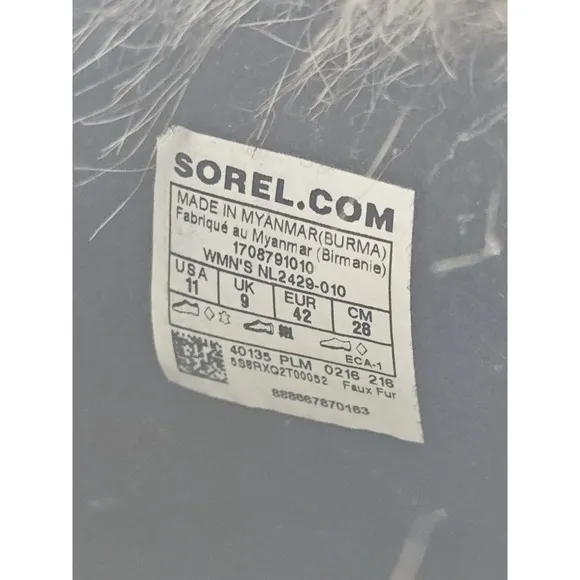 SOREL.COM
MADE IN MYANMAR(BURMA)
Fabriqué au Myanmar (Birmanie)
1708791010
WMN'S NL2429-010
USA UK EUR CM
11 9 42 28
ECA-1
40135 PLM 0216 216
5S8RXQ2T00052 Faux Fur
888667870163